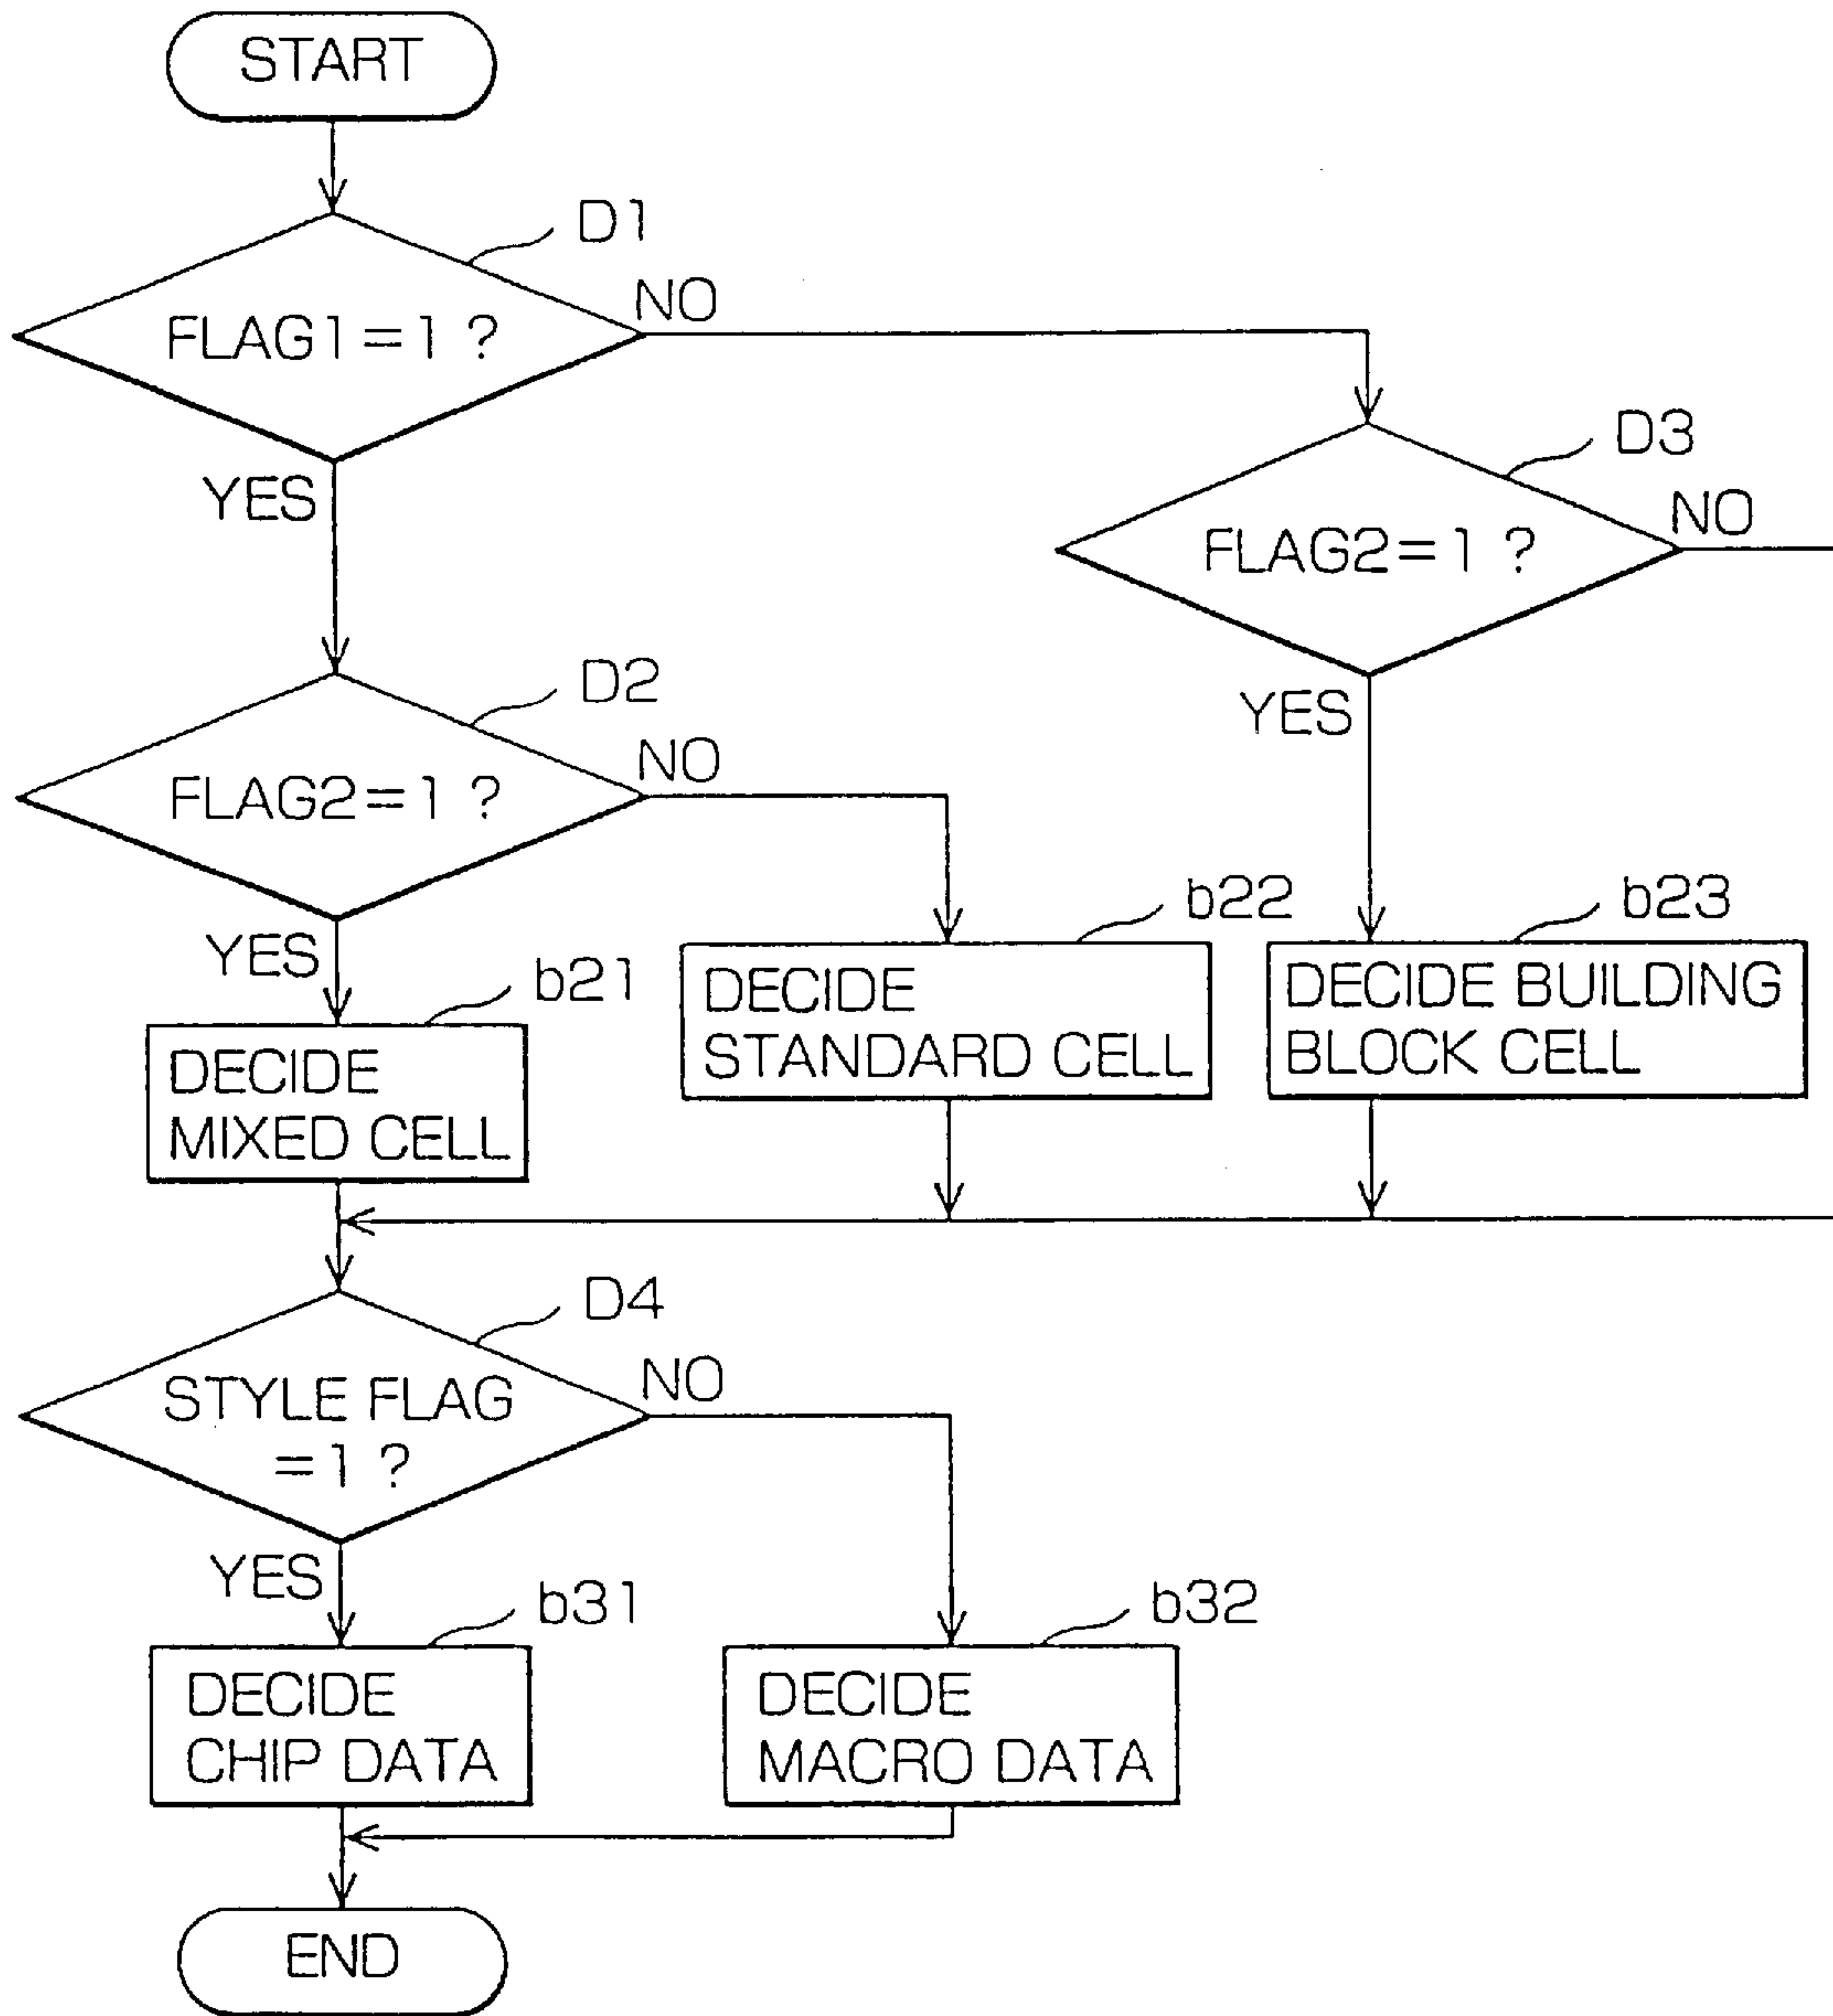 START
D1
FLAG1=1 ?
NO
YES
D3
FLAG2=1 ?
NO
YES
D2
FLAG2=1 ?
NO
YES
b21
DECIDE
MIXED CELL
b22
DECIDE
STANDARD CELL
b23
DECIDE BUILDING
BLOCK CELL
D4
STYLE FLAG
=1 ?
NO
YES
b31
DECIDE
CHIP DATA
b32
DECIDE
MACRO DATA
END